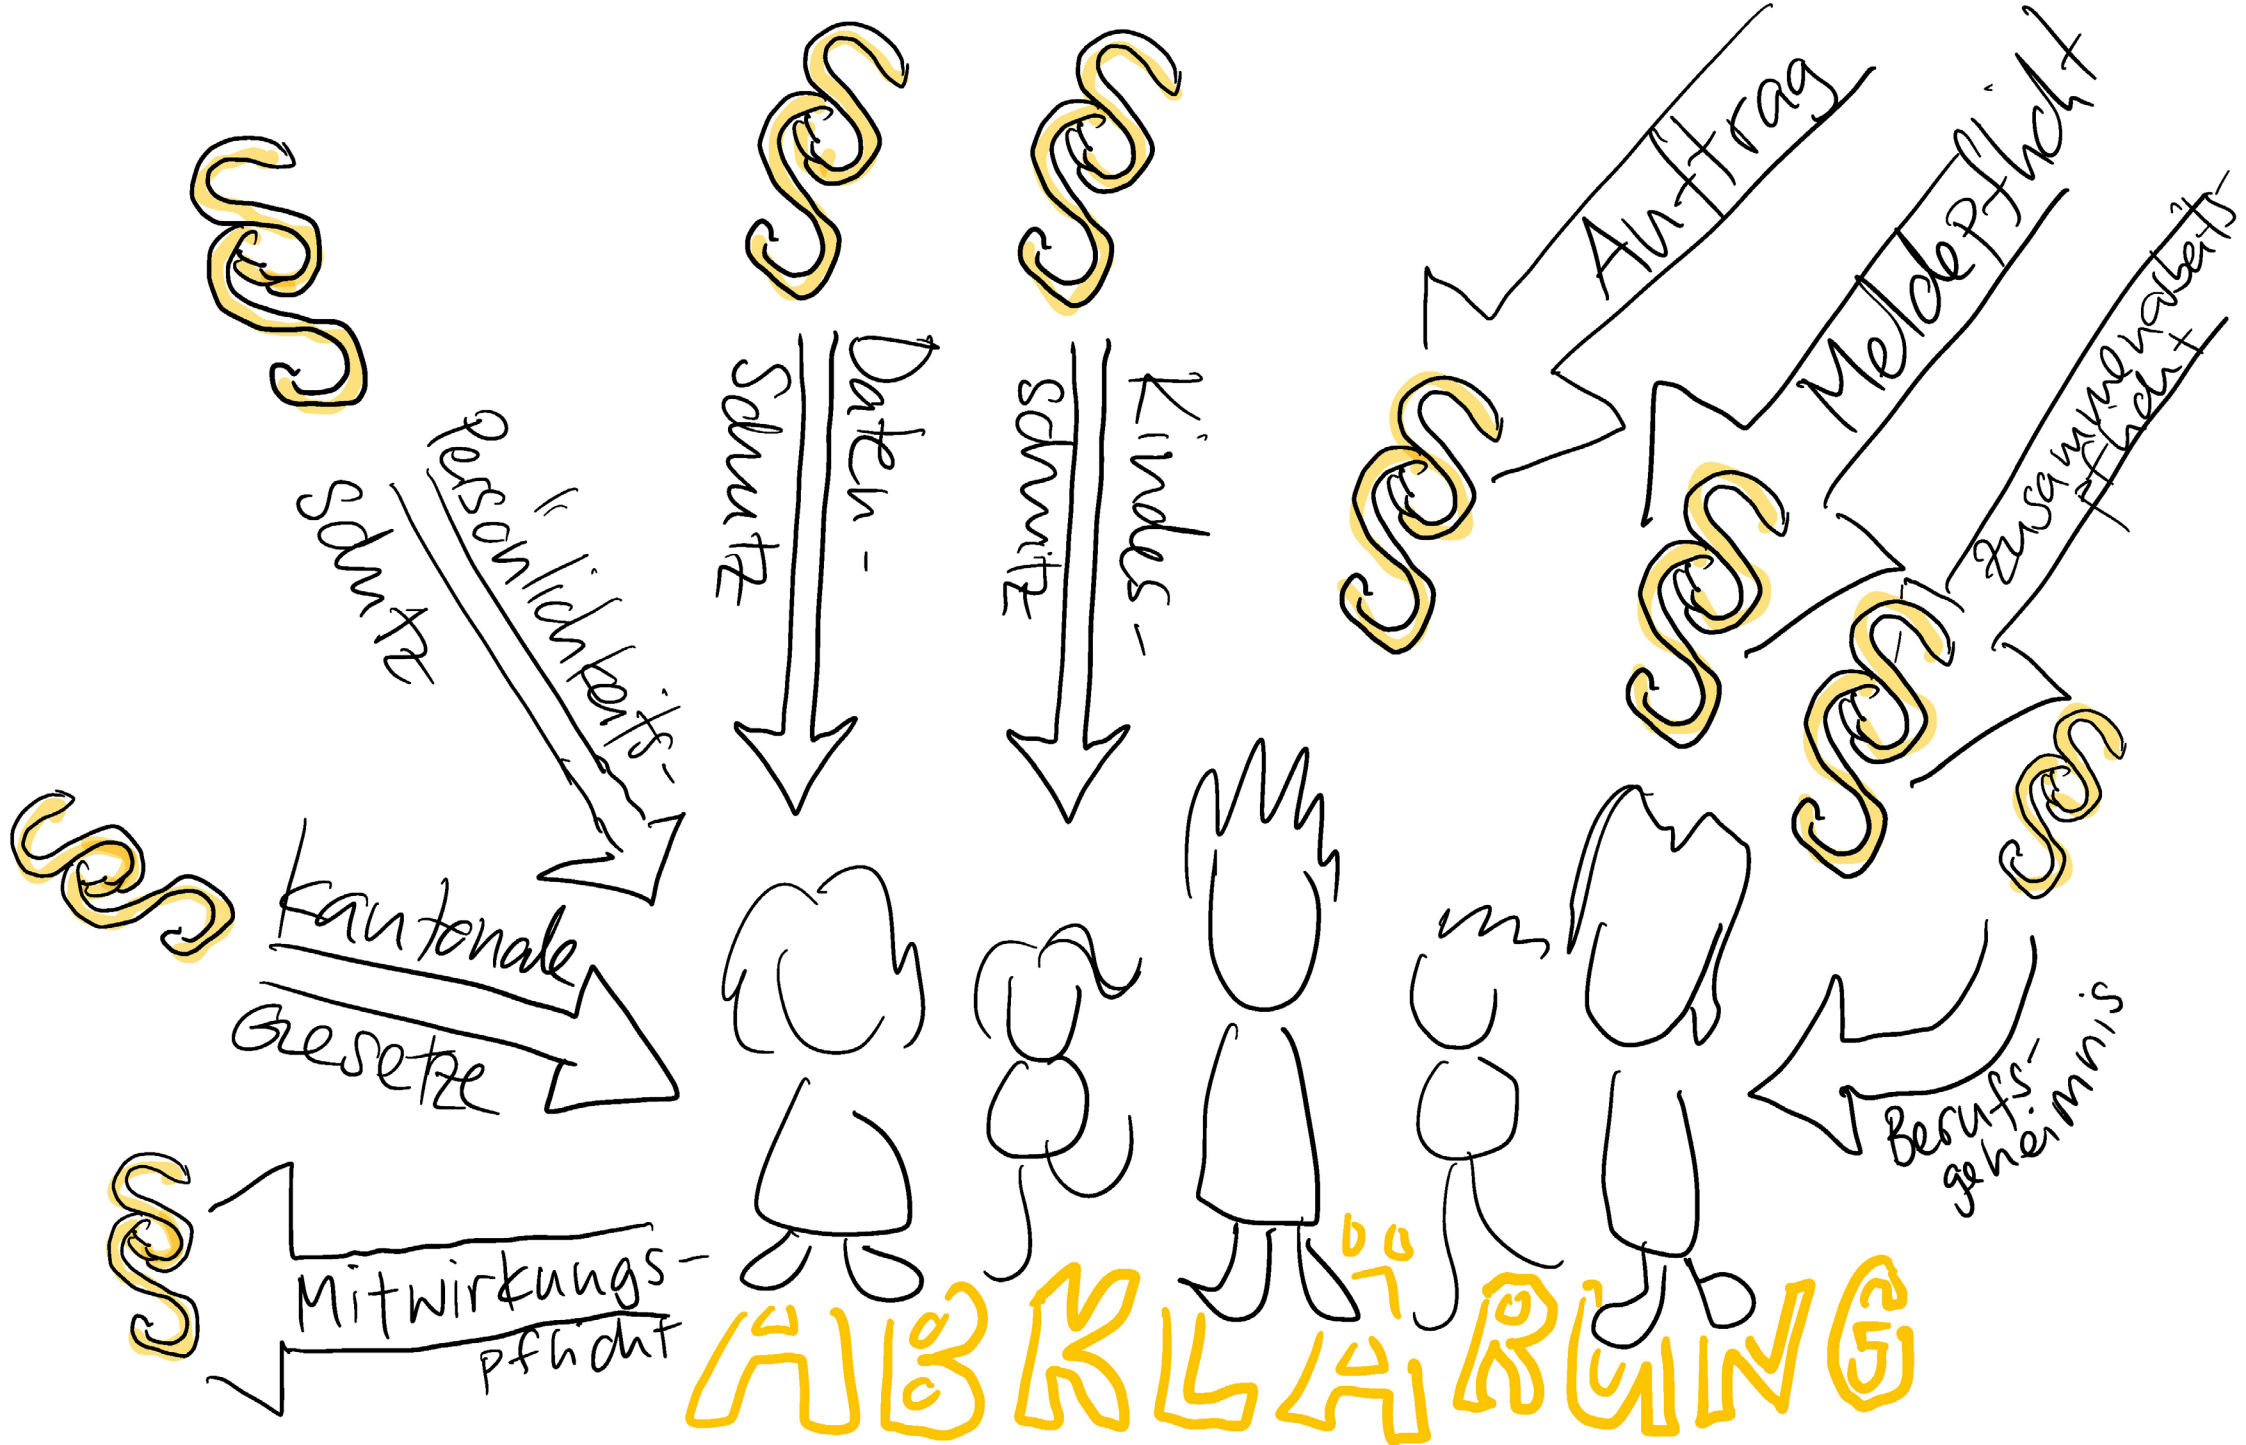 Auftrag
Meldepflicht
Zusammenarbeits-
pflicht
Kindes-
schutz
Daten-
schutz
Persönlichkeits-
schutz
Kantonale
Gesetze
Berufs-
geheimnis
Mitwirkungs-
pflicht
ABKLÄRUNG
§
§
§
§
§
§
§
§
§